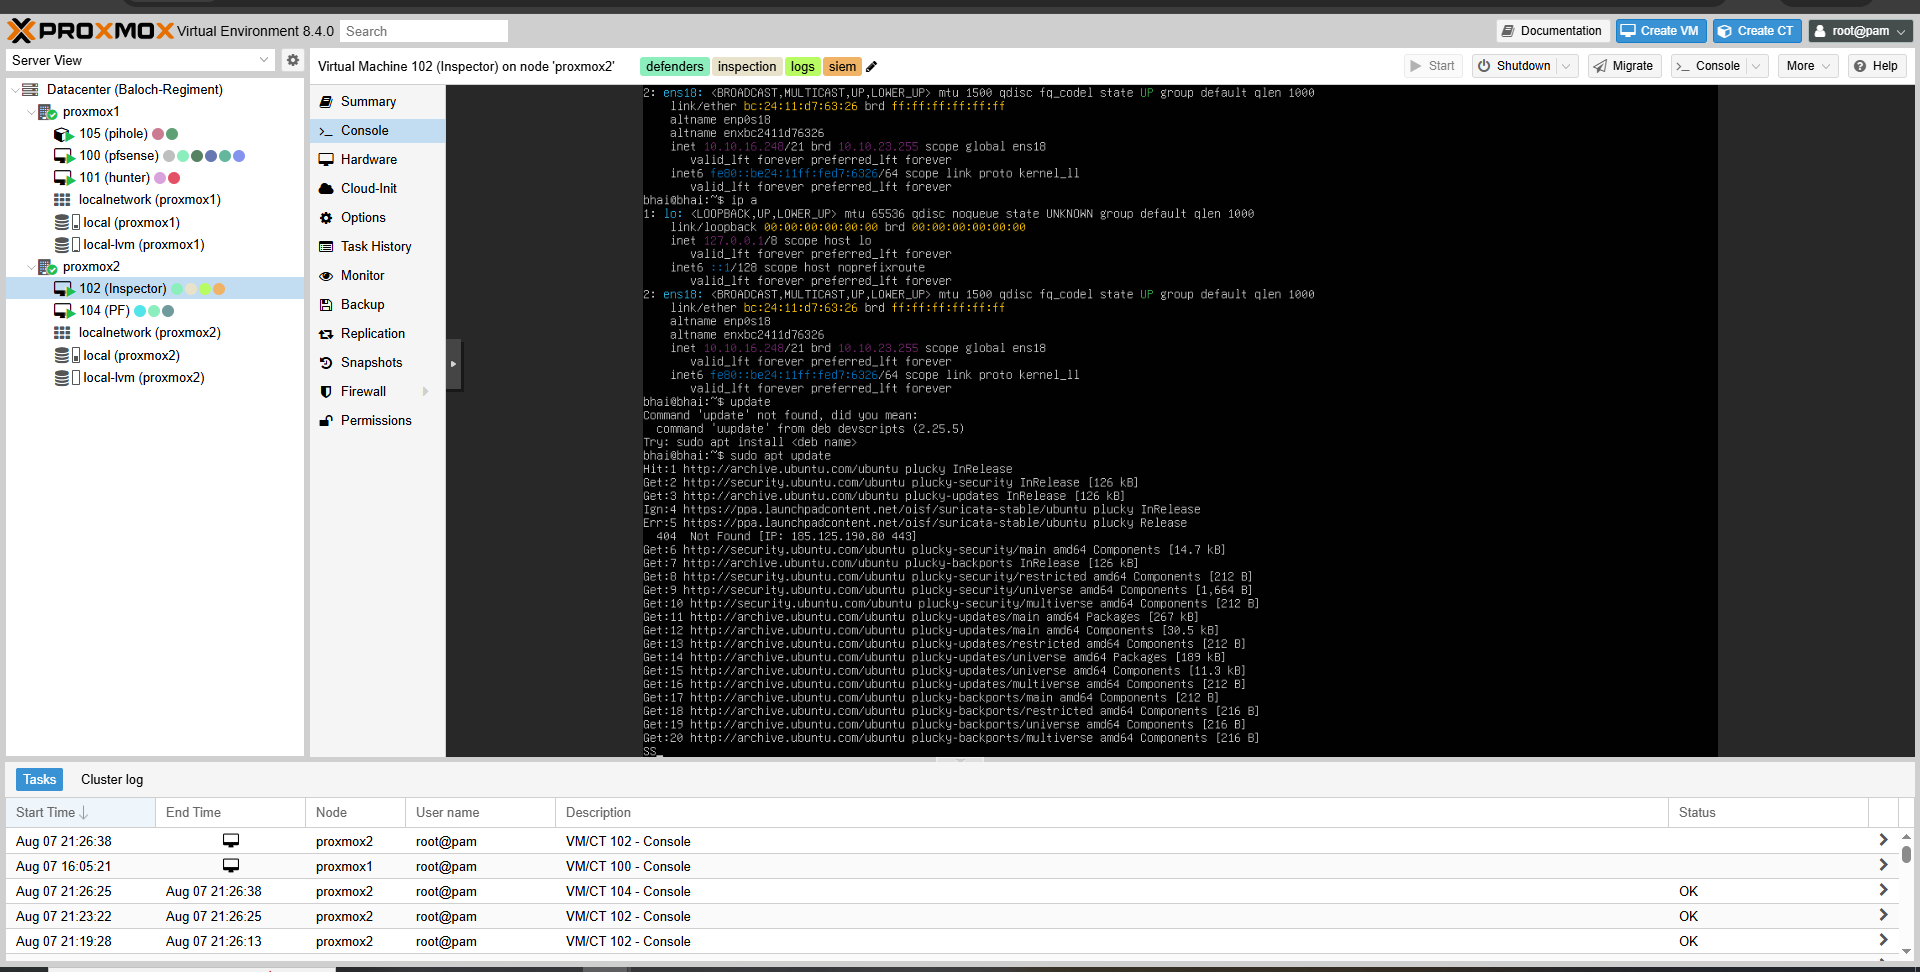 PROXMOX Virtual Environment 8.4.0 Search Documentation Create VM Create CT root@pam
Server View
Datacenter (Baloch-Regiment)
proxmox1
105 (pihole)
100 (pfsense)
101 (hunter)
localnetwork (proxmox1)
local (proxmox1)
local-lvm (proxmox1)
proxmox2
102 (Inspector)
104 (PF)
localnetwork (proxmox2)
local (proxmox2)
local-lvm (proxmox2)
Virtual Machine 102 (Inspector) on node 'proxmox2' defenders inspection logs siem Start Shutdown Migrate Console More Help
Summary
Console
Hardware
Cloud-Init
Options
Task History
Monitor
Backup
Replication
Snapshots
Firewall
Permissions
2: ens18: <BROADCAST,MULTICAST,UP,LOWER_UP> mtu 1500 qdisc fq_codel state UP group default qlen 1000
link/ether bc:24:11:d7:63:26 brd ff:ff:ff:ff:ff:ff
altname enp0s18
altname enxbc2411d76326
inet 10.10.16.248/21 brd 10.10.23.255 scope global ens18
valid_lft forever preferred_lft forever
inet6 fe80::be24:11ff:fed7:6326/64 scope link proto kernel_ll
valid_lft forever preferred_lft forever
bhai@bhai:~$ ip a
1: lo: <LOOPBACK,UP,LOWER_UP> mtu 65536 qdisc noqueue state UNKNOWN group default qlen 1000
link/loopback 00:00:00:00:00:00 brd 00:00:00:00:00:00
inet 127.0.0.1/8 scope host lo
valid_lft forever preferred_lft forever
inet6 ::1/128 scope host noprefixroute
valid_lft forever preferred_lft forever
2: ens18: <BROADCAST,MULTICAST,UP,LOWER_UP> mtu 1500 qdisc fq_codel state UP group default qlen 1000
link/ether bc:24:11:d7:63:26 brd ff:ff:ff:ff:ff:ff
altname enp0s18
altname enxbc2411d76326
inet 10.10.16.248/21 brd 10.10.23.255 scope global ens18
valid_lft forever preferred_lft forever
inet6 fe80::be24:11ff:fed7:6326/64 scope link proto kernel_ll
valid_lft forever preferred_lft forever
bhai@bhai:~$ update
Command 'update' not found, did you mean:
command 'uupdate' from deb devscripts (2.25.5)
Try: sudo apt install <deb name>
bhai@bhai:~$ sudo apt update
Hit:1 http://archive.ubuntu.com/ubuntu plucky InRelease
Get:2 http://security.ubuntu.com/ubuntu plucky-security InRelease [126 kB]
Get:3 http://archive.ubuntu.com/ubuntu plucky-updates InRelease [126 kB]
Ign:4 https://ppa.launchpadcontent.net/oisf/suricata-stable/ubuntu plucky InRelease
Err:5 https://ppa.launchpadcontent.net/oisf/suricata-stable/ubuntu plucky Release
404  Not Found [IP: 185.125.190.80 443]
Get:6 http://security.ubuntu.com/ubuntu plucky-security/main amd64 Components [14.7 kB]
Get:7 http://archive.ubuntu.com/ubuntu plucky-backports InRelease [126 kB]
Get:8 http://security.ubuntu.com/ubuntu plucky-security/restricted amd64 Components [212 B]
Get:9 http://security.ubuntu.com/ubuntu plucky-security/universe amd64 Components [1,664 B]
Get:10 http://security.ubuntu.com/ubuntu plucky-security/multiverse amd64 Components [212 B]
Get:11 http://archive.ubuntu.com/ubuntu plucky-updates/main amd64 Packages [267 kB]
Get:12 http://archive.ubuntu.com/ubuntu plucky-updates/main amd64 Components [30.5 kB]
Get:13 http://archive.ubuntu.com/ubuntu plucky-updates/restricted amd64 Components [212 B]
Get:14 http://archive.ubuntu.com/ubuntu plucky-updates/universe amd64 Packages [189 kB]
Get:15 http://archive.ubuntu.com/ubuntu plucky-updates/universe amd64 Components [11.3 kB]
Get:16 http://archive.ubuntu.com/ubuntu plucky-updates/multiverse amd64 Components [212 B]
Get:17 http://archive.ubuntu.com/ubuntu plucky-backports/main amd64 Components [212 B]
Get:18 http://archive.ubuntu.com/ubuntu plucky-backports/restricted amd64 Components [216 B]
Get:19 http://archive.ubuntu.com/ubuntu plucky-backports/universe amd64 Components [216 B]
Get:20 http://archive.ubuntu.com/ubuntu plucky-backports/multiverse amd64 Components [216 B]
SS_
Tasks Cluster log
Start Time End Time Node User name Description Status
Aug 07 21:26:38 proxmox2 root@pam VM/CT 102 - Console
Aug 07 16:05:21 proxmox1 root@pam VM/CT 100 - Console
Aug 07 21:26:25 Aug 07 21:26:38 proxmox2 root@pam VM/CT 104 - Console OK
Aug 07 21:23:22 Aug 07 21:26:25 proxmox2 root@pam VM/CT 102 - Console OK
Aug 07 21:19:28 Aug 07 21:26:13 proxmox2 root@pam VM/CT 102 - Console OK